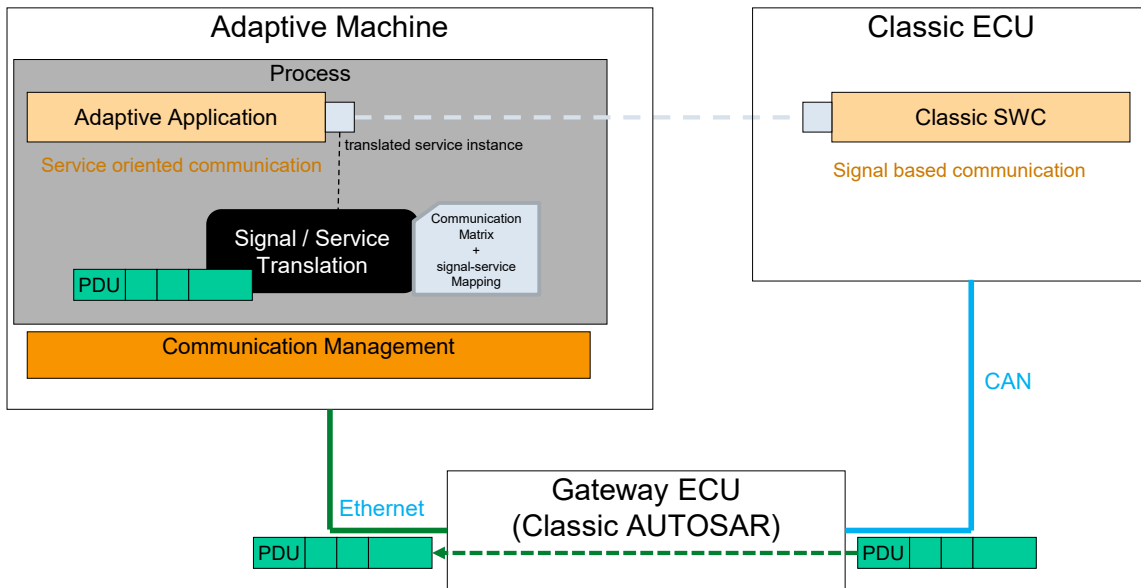 Adaptive Machine
Process
Adaptive Application
translated service instance
Service oriented communication
Signal / Service
Translation
Communication
Matrix
+
signal-service
Mapping
PDU
Communication Management
Classic ECU
Classic SWC
Signal based communication
CAN
Ethernet
Gateway ECU
(Classic AUTOSAR)
PDU
PDU